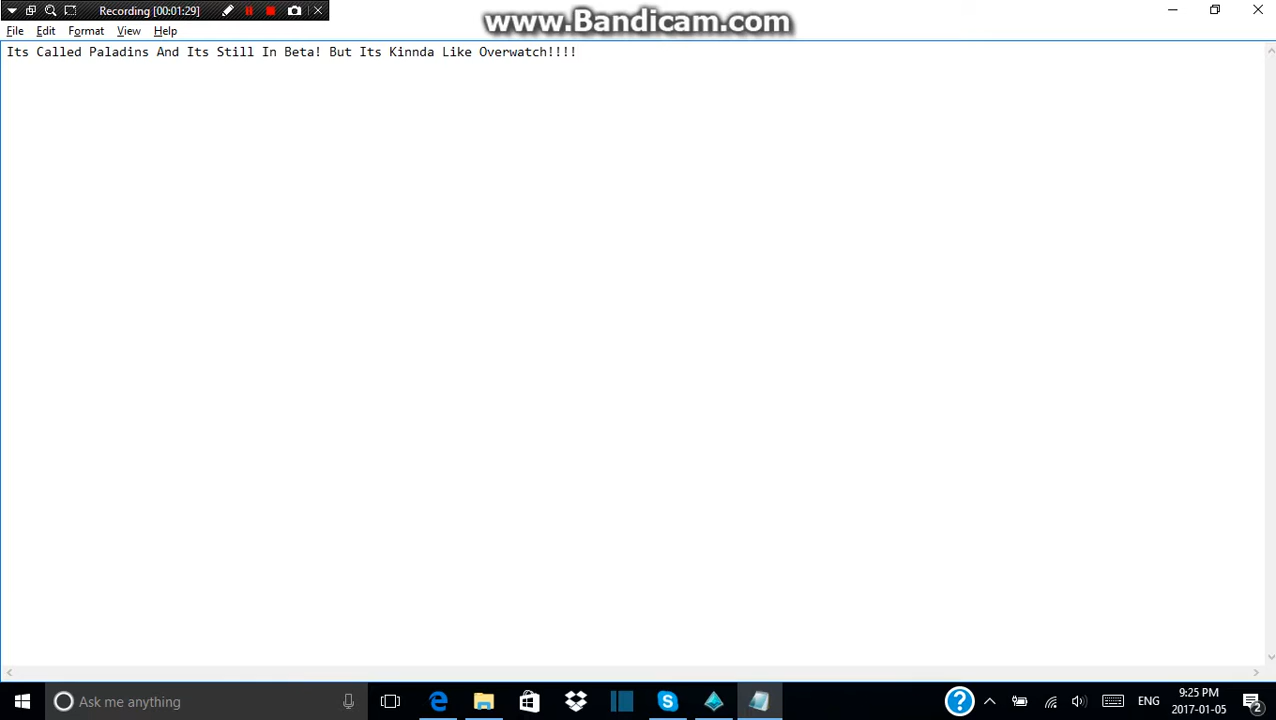 www.Bandicam.com
Recording [00:01:29]
File Edit Format View Help
Its Called Paladins And Its Still In Beta! But Its Kinnda Like Overwatch!!!!
Ask me anything
ENG
9:25 PM
2017-01-05
2